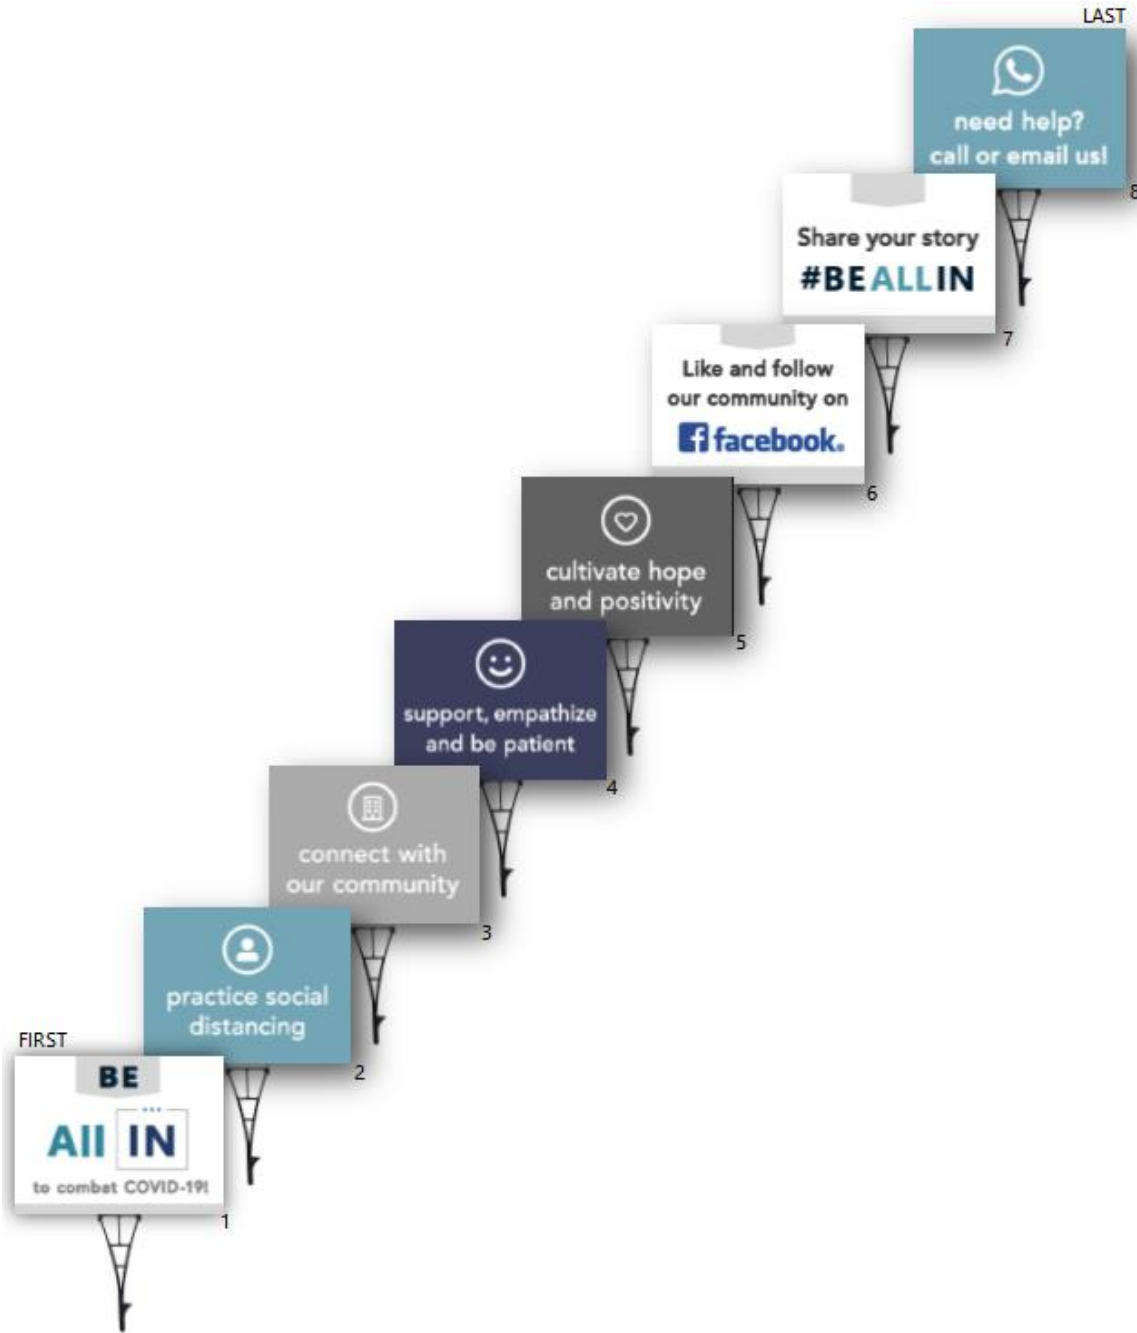 LAST
need help?
call or email us!
8
Share your story
#BEALLIN
7
Like and follow
our community on
facebook.
6
cultivate hope
and positivity
5
support, empathize
and be patient
4
connect with
our community
3
practice social
distancing
2
FIRST
BE
All IN
to combat COVID-19!
1